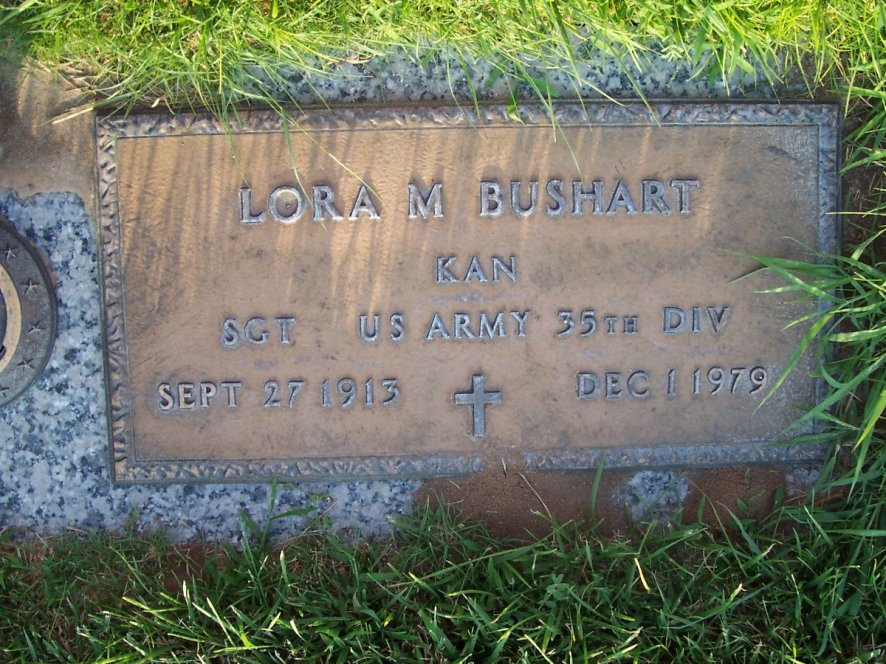 LORA M BUSHART
KAN
SGT US ARMY 35TH DIV
SEPT 27 1913 DEC 1 1979